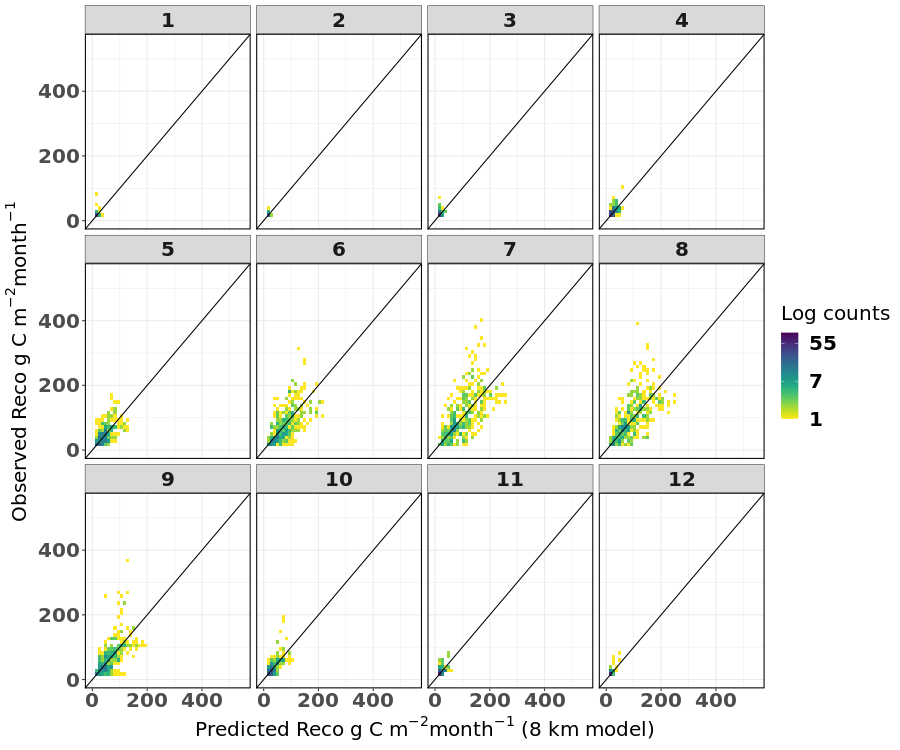 1 2 3 4
400
200
0
5 6 7 8
400
200
0
9 10 11 12
400
200
0
0 200 400 0 200 400 0 200 400 0 200 400
Observed Reco g C m⁻²month⁻¹
Predicted Reco g C m⁻²month⁻¹ (8 km model)
Log counts
55
7
1